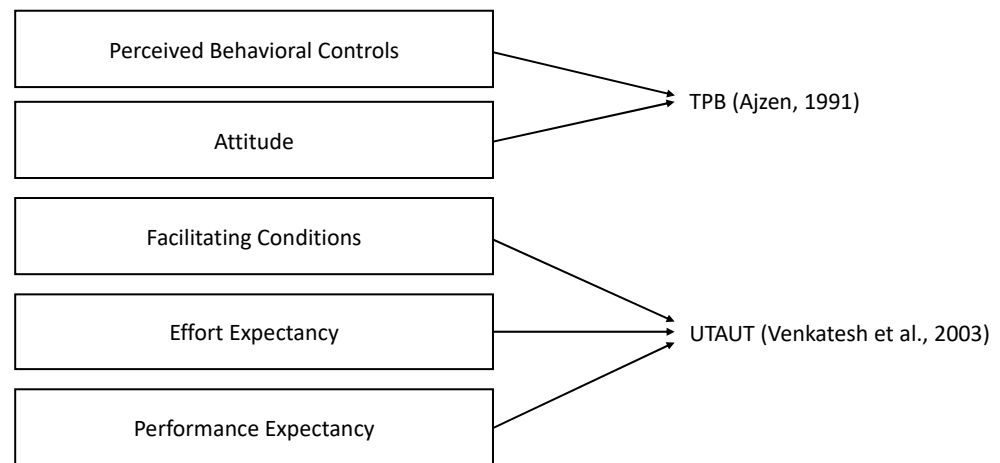 Perceived Behavioral Controls
TPB (Ajzen, 1991)
Attitude
Facilitating Conditions
Effort Expectancy
UTAUT (Venkatesh et al., 2003)
Performance Expectancy